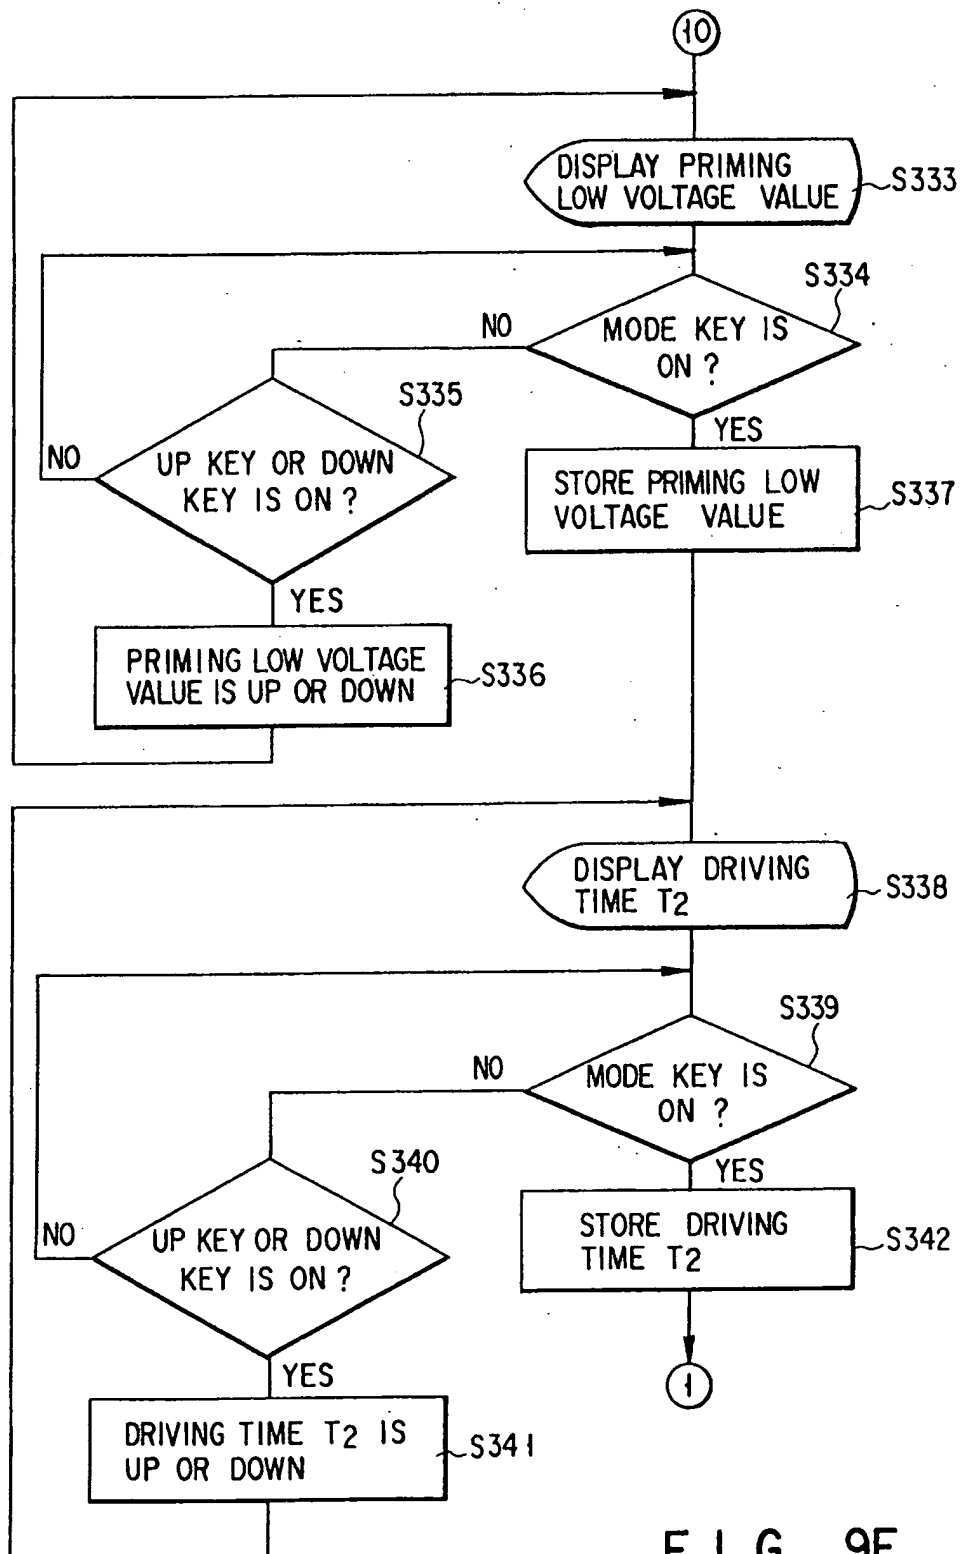 10
DISPLAY PRIMING
LOW VOLTAGE VALUE
S333
S334
MODE KEY IS
ON ?
NO
YES
S335
UP KEY OR DOWN
KEY IS ON ?
NO
YES
STORE PRIMING LOW
VOLTAGE VALUE
S337
PRIMING LOW VOLTAGE
VALUE IS UP OR DOWN
S336
DISPLAY DRIVING
TIME T2
S338
S339
MODE KEY IS
ON ?
NO
YES
S340
UP KEY OR DOWN
KEY IS ON ?
NO
YES
STORE DRIVING
TIME T2
S342
1
DRIVING TIME T2 IS
UP OR DOWN
S341